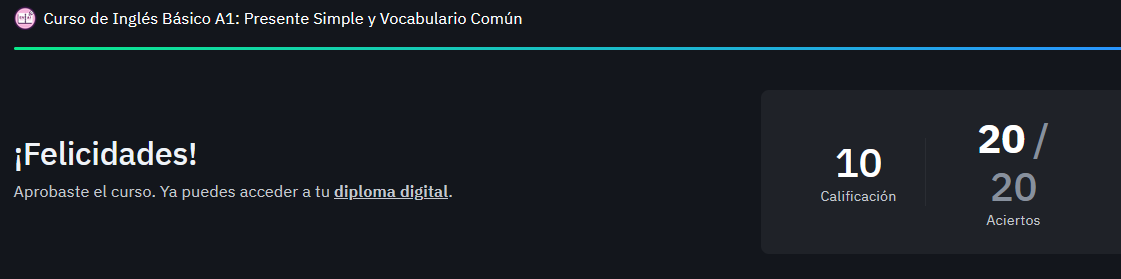 Curso de Inglés Básico A1: Presente Simple y Vocabulario Común
¡Felicidades!
Aprobaste el curso. Ya puedes acceder a tu diploma digital.
10
Calificación
20 /
20
Aciertos